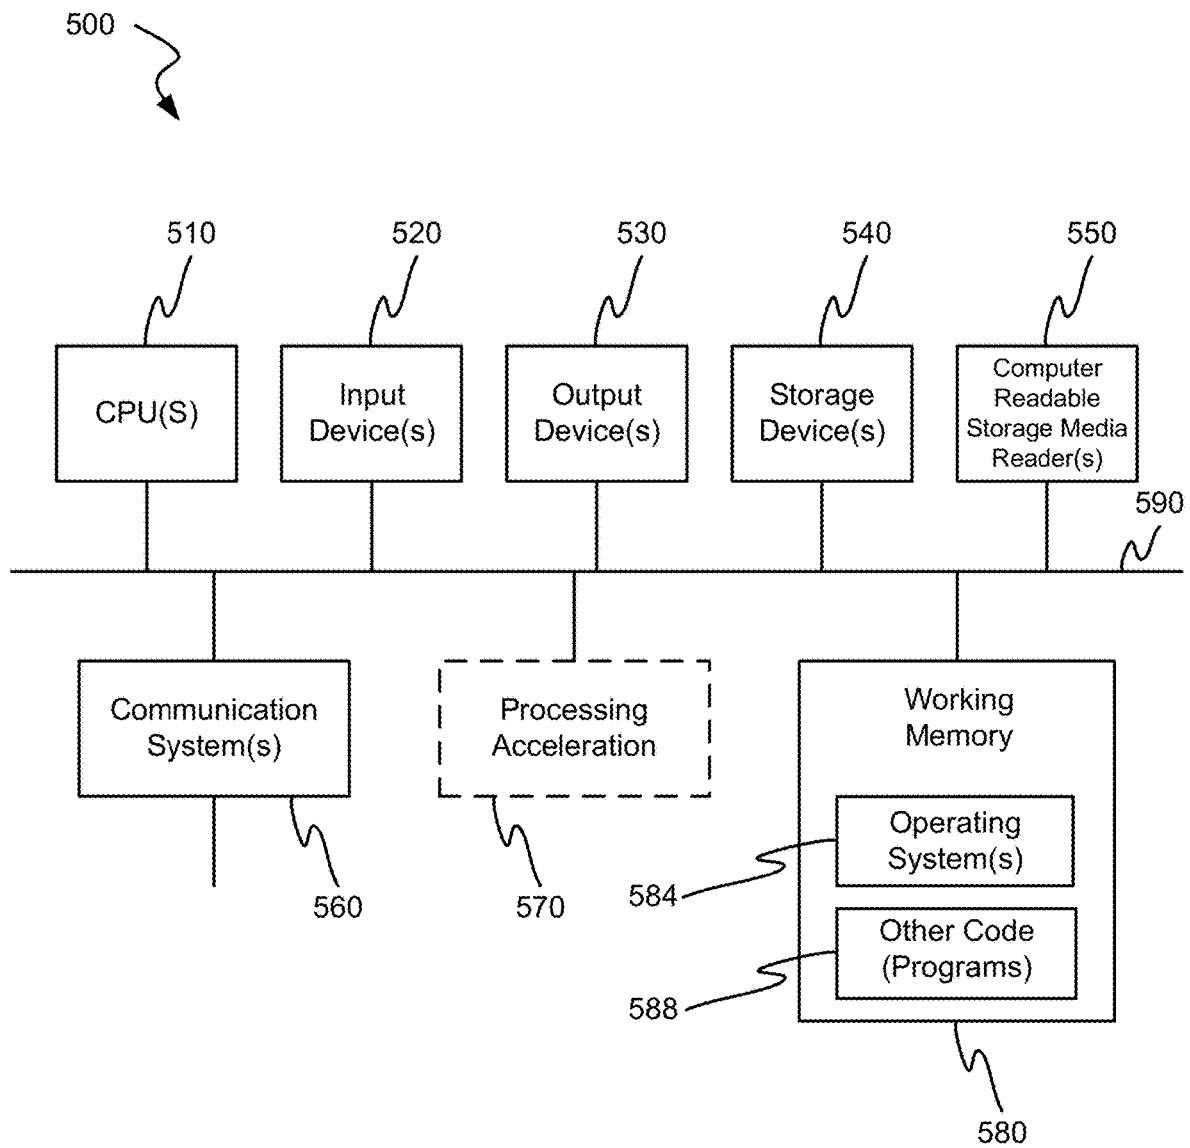 500
510
520
530
540
550
CPU(S)
Input
Device(s)
Output
Device(s)
Storage
Device(s)
Computer
Readable
Storage Media
Reader(s)
590
Communication
System(s)
Processing
Acceleration
Working
Memory
Operating
System(s)
584
560
570
Other Code
(Programs)
588
580